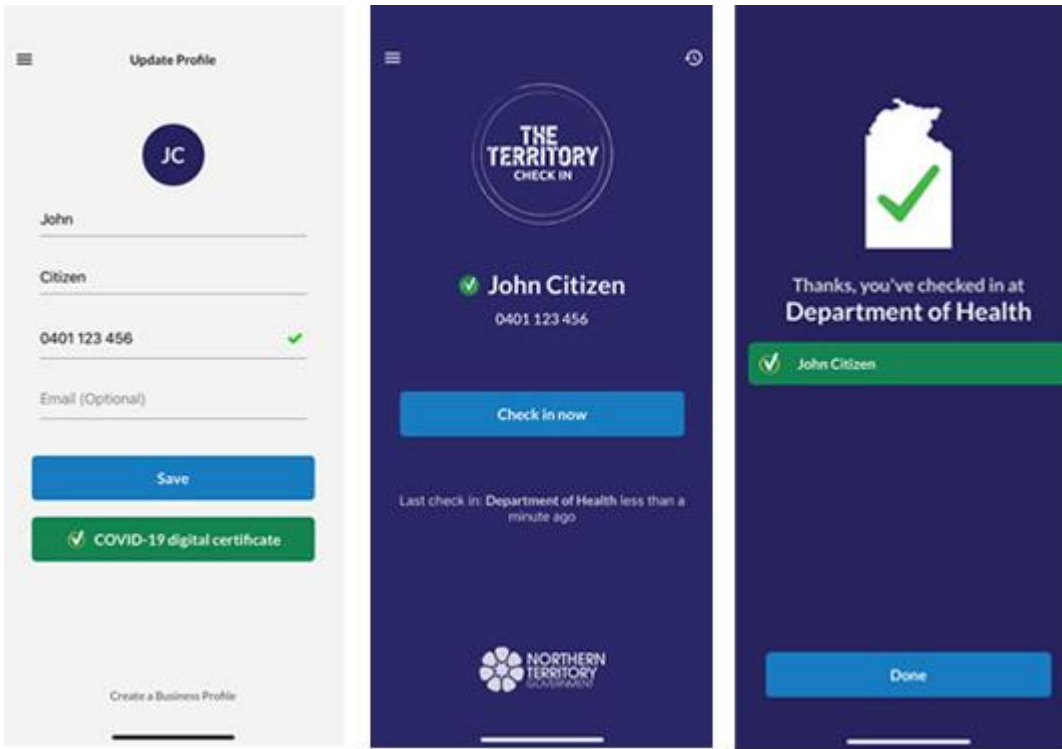 Update Profile
JC
John
Citizen
0401 123 456
Email (Optional)
Save
COVID-19 digital certificate
Create a Business Profile
THE
TERRITORY
CHECK IN
John Citizen
0401 123 456
Check in now
Last check in: Department of Health less than a
minute ago
NORTHERN
TERRITORY
GOVERNMENT
Thanks, you've checked in at
Department of Health
John Citizen
Done